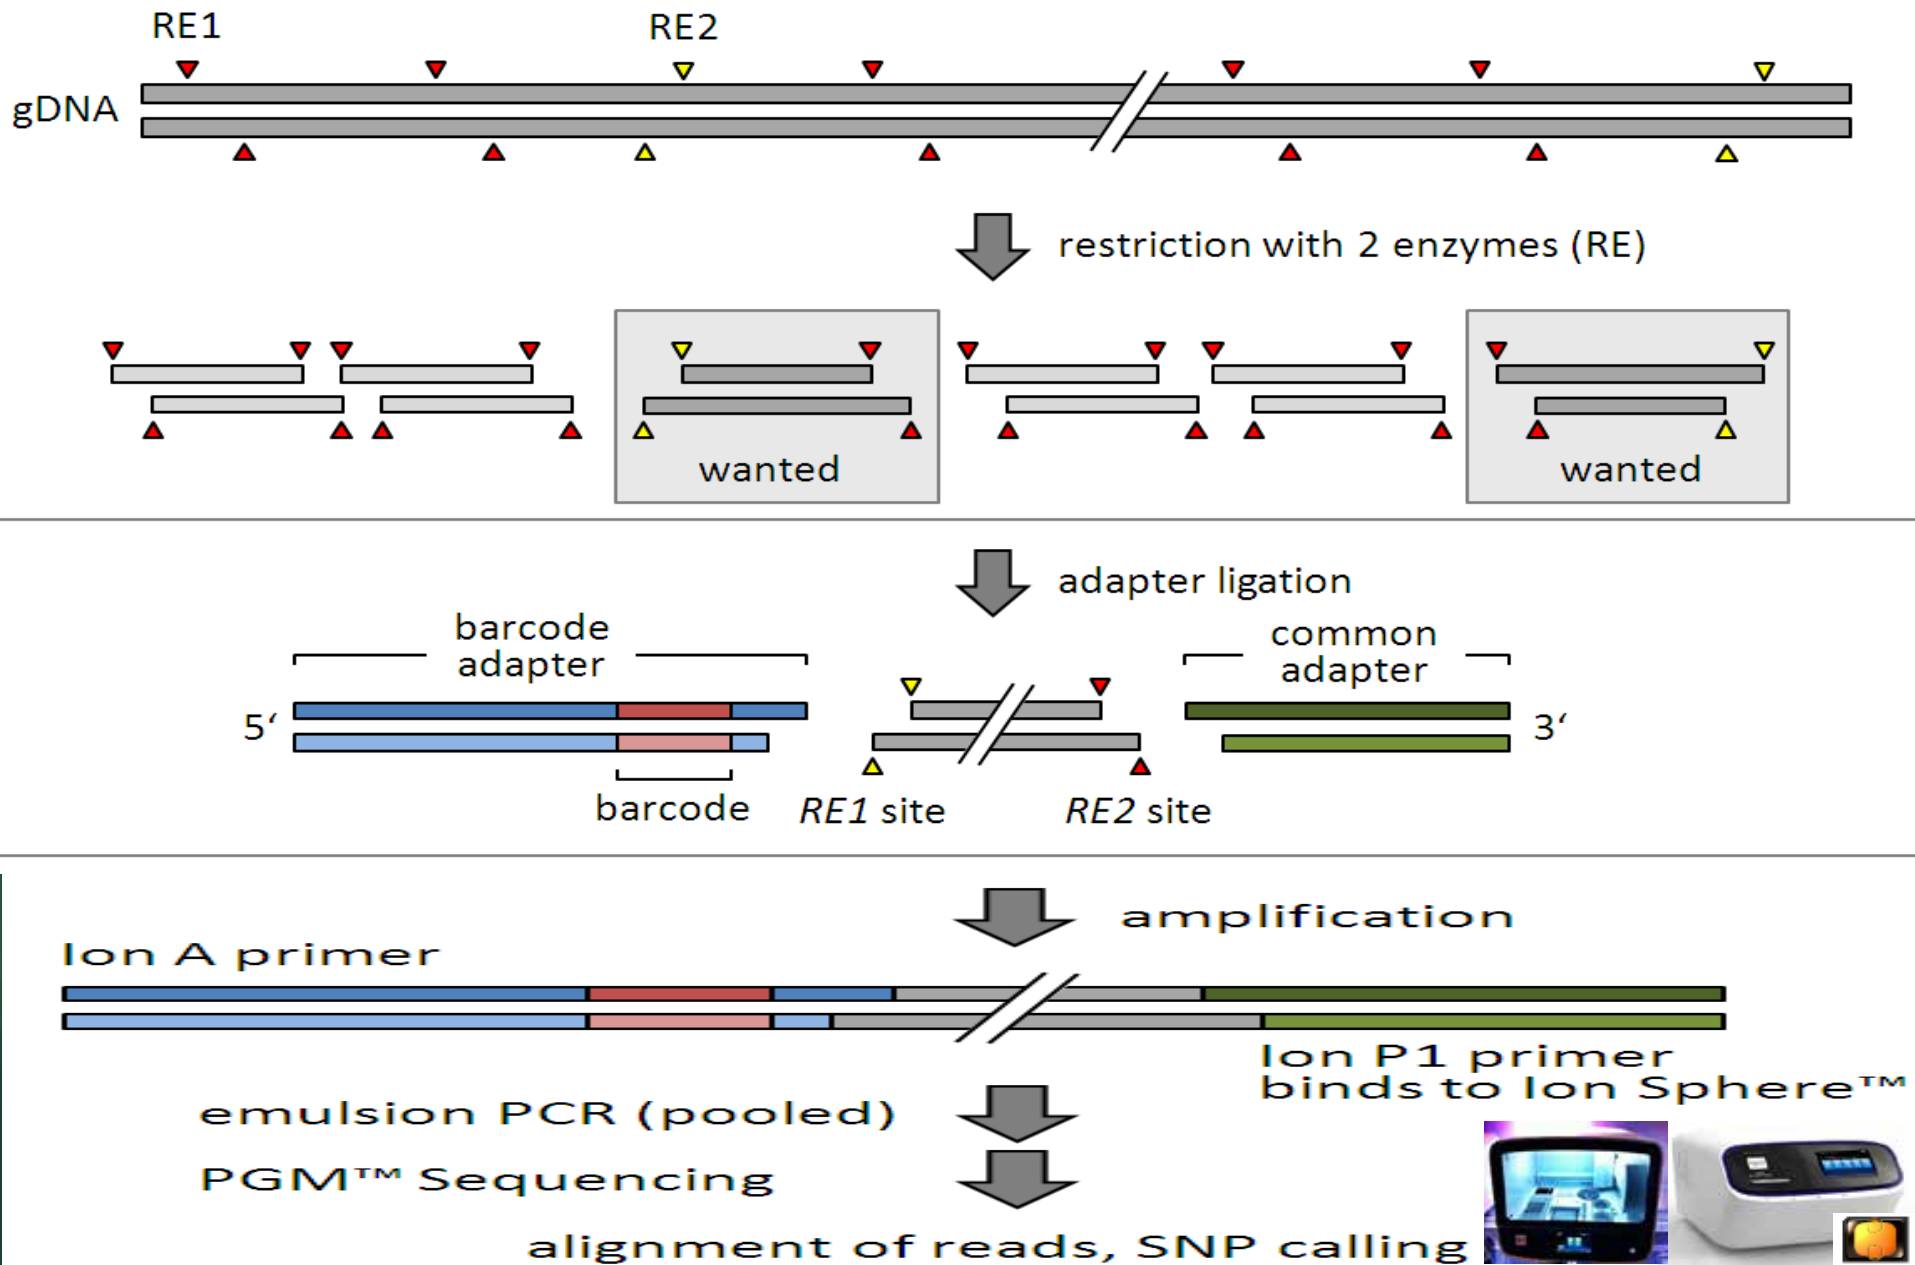 RE1
RE2
gDNA
restriction with 2 enzymes (RE)
wanted
wanted
adapter ligation
barcode
adapter
common
adapter
5‘
3‘
barcode
RE1 site
RE2 site
amplification
Ion A primer
Ion P1 primer
binds to Ion Sphere™
emulsion PCR (pooled)
PGM™ Sequencing
alignment of reads, SNP calling